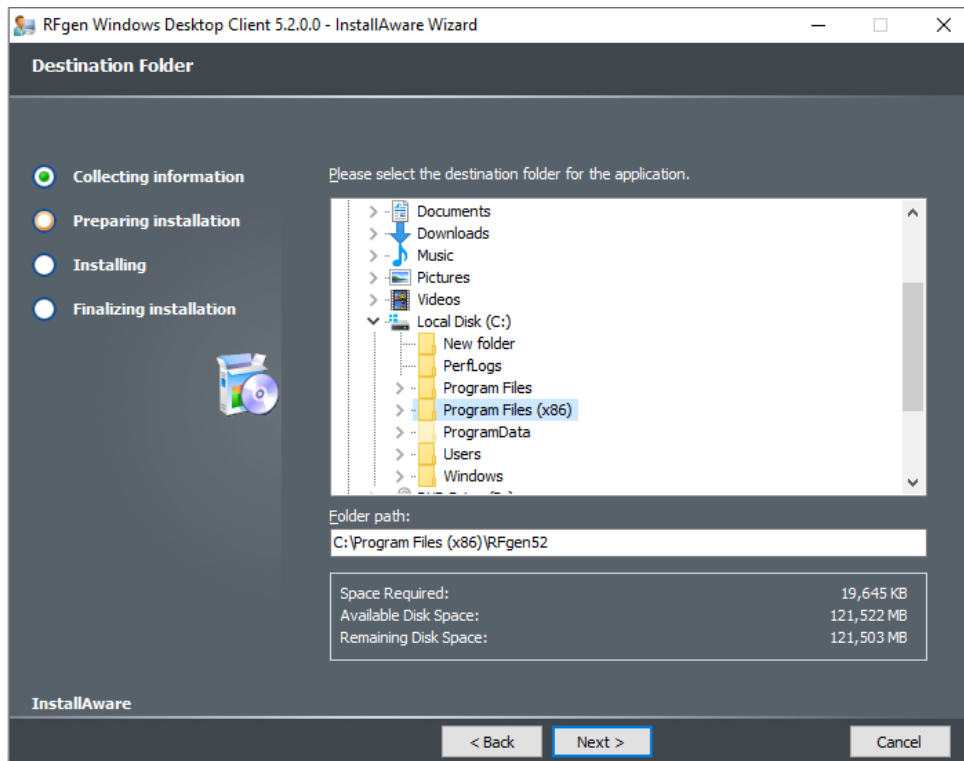 RFgen Windows Desktop Client 5.2.0.0 - InstallAware Wizard
Destination Folder
Collecting information
Preparing installation
Installing
Finalizing installation
Please select the destination folder for the application.
Documents
Downloads
Music
Pictures
Videos
Local Disk (C:)
New folder
PerfLogs
Program Files
Program Files (x86)
ProgramData
Users
Windows
Folder path:
C:\Program Files (x86)\RFgen52
Space Required: 19,645 KB
Available Disk Space: 121,522 MB
Remaining Disk Space: 121,503 MB
InstallAware
< Back Next > Cancel